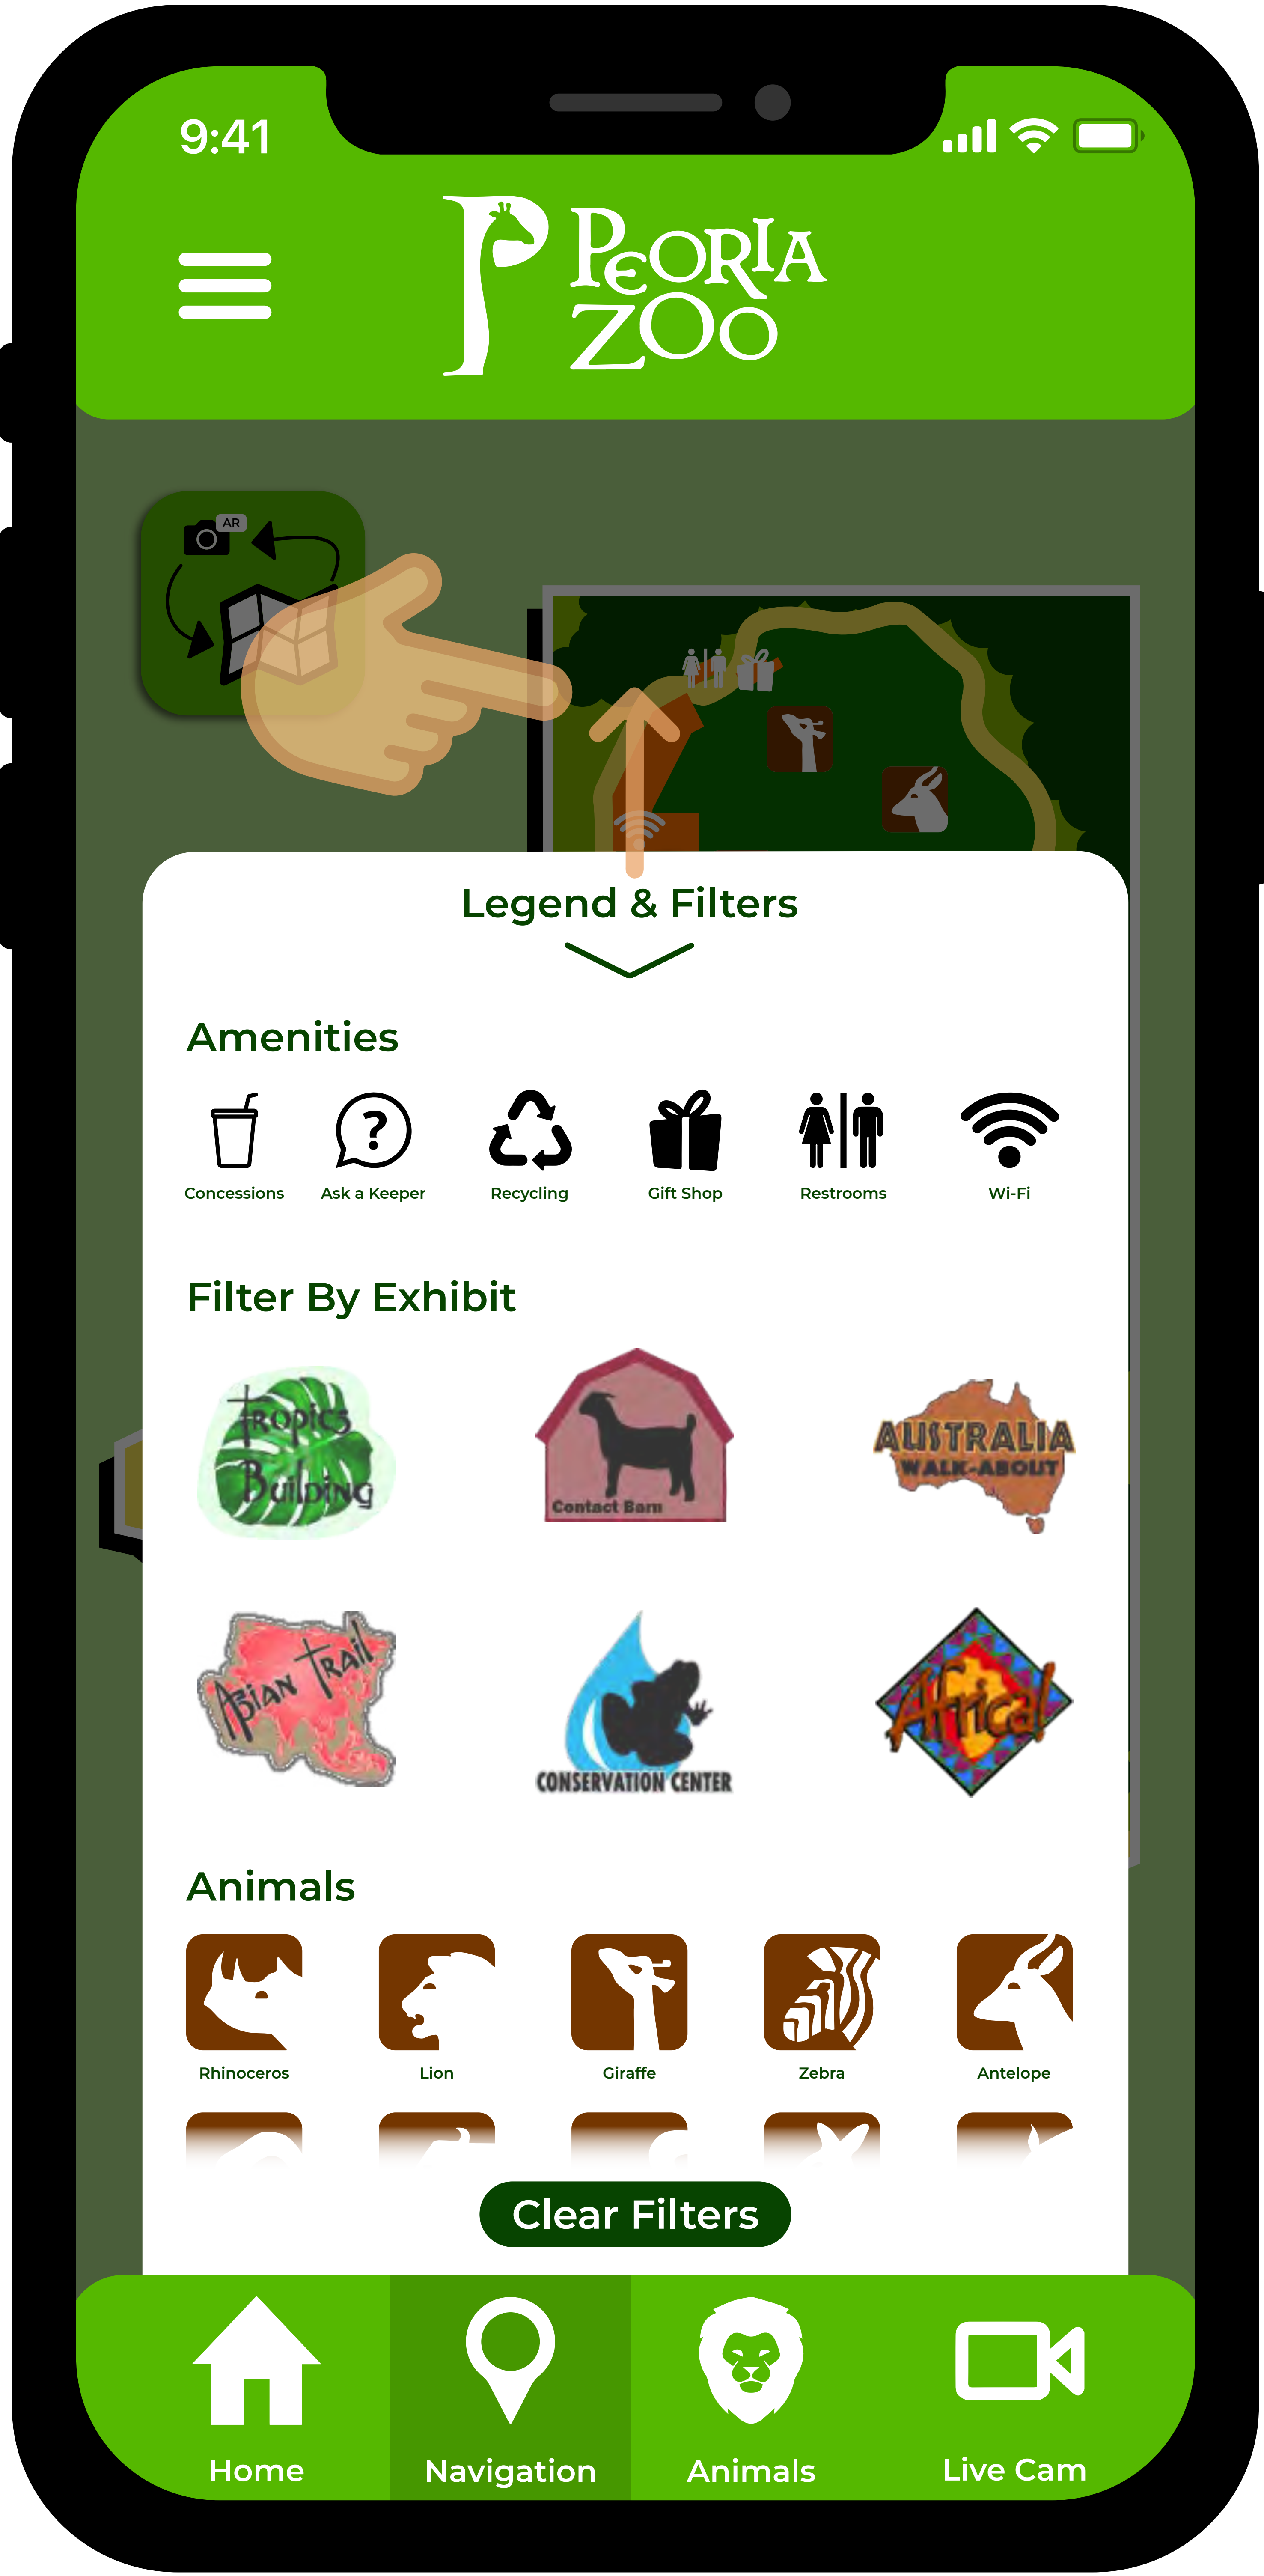 9:41
PEORIA
ZOO
AR
Legend & Filters
Amenities
?
Concessions Ask a Keeper Recycling Gift Shop Restrooms Wi-Fi
Filter By Exhibit
Tropics
Building
Contact Barn
AUSTRALIA
WALK-ABOUT
Asian Trail
CONSERVATION CENTER
Africa!
Animals
Rhinoceros Lion Giraffe Zebra Antelope
Clear Filters
Home Navigation Animals Live Cam